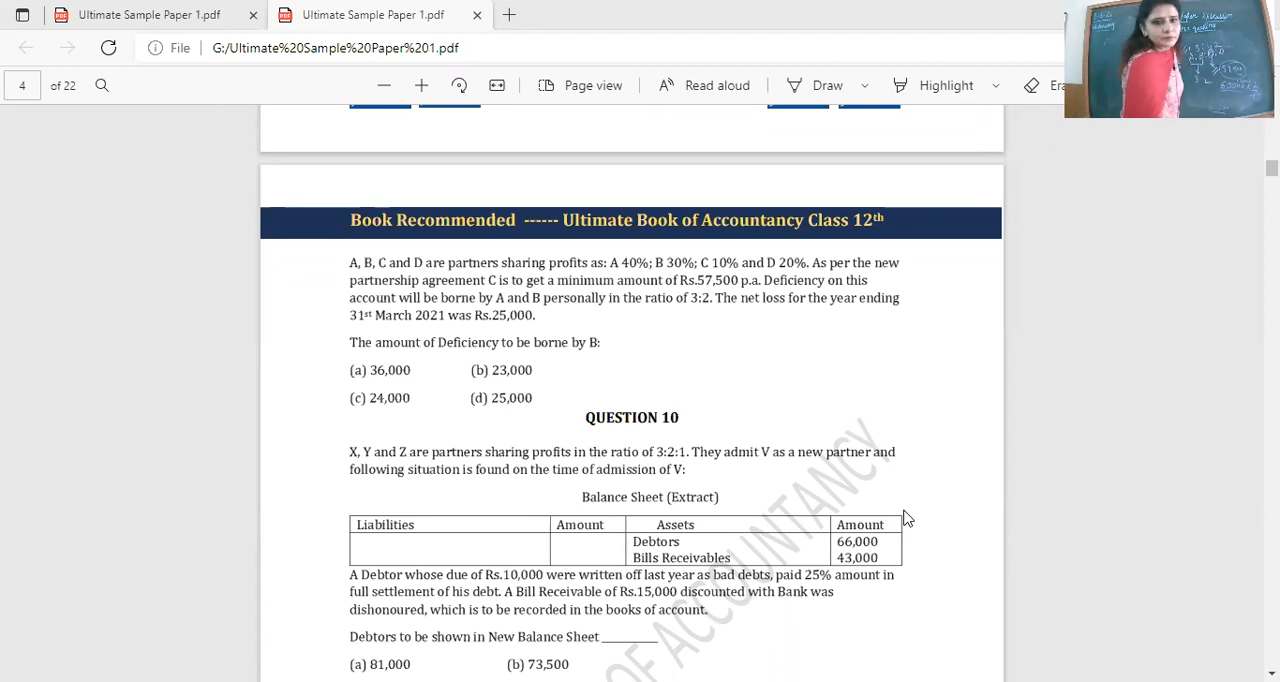 Ultimate Sample Paper 1.pdf
Ultimate Sample Paper 1.pdf
File G:/Ultimate%20Sample%20Paper%201.pdf
4 of 22 Page view Read aloud Draw Highlight
Book Recommended ------ Ultimate Book of Accountancy Class 12th
A, B, C and D are partners sharing profits as: A 40%; B 30%; C 10% and D 20%. As per the new
partnership agreement C is to get a minimum amount of Rs.57,500 p.a. Deficiency on this
account will be borne by A and B personally in the ratio of 3:2. The net loss for the year ending
31st March 2021 was Rs.25,000.
The amount of Deficiency to be borne by B:
(a) 36,000 (b) 23,000
(c) 24,000 (d) 25,000
QUESTION 10
X, Y and Z are partners sharing profits in the ratio of 3:2:1. They admit V as a new partner and
following situation is found on the time of admission of V:
Balance Sheet (Extract)
Liabilities Amount Assets Amount
Debtors 66,000
Bills Receivables 43,000
A Debtor whose due of Rs.10,000 were written off last year as bad debts, paid 25% amount in
full settlement of his debt. A Bill Receivable of Rs.15,000 discounted with Bank was
dishonoured, which is to be recorded in the books of account.
Debtors to be shown in New Balance Sheet ________
(a) 81,000 (b) 73,500
OF ACCOUNTANCY